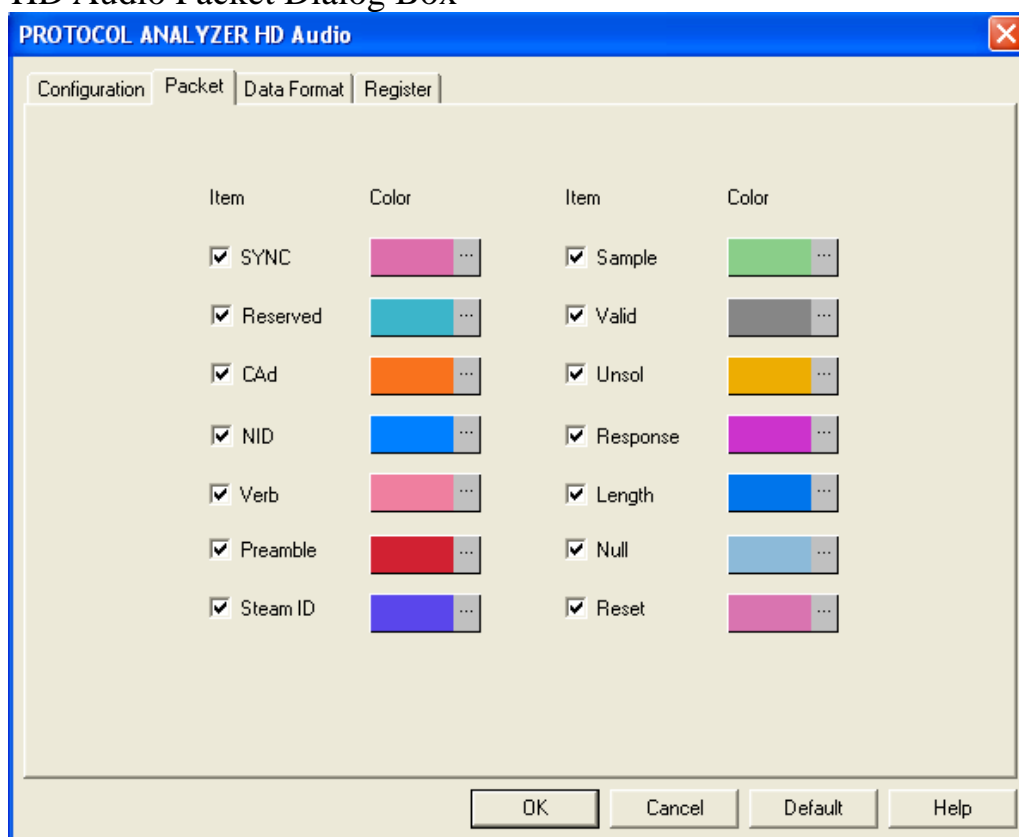 HD Audio Packet Dialog Box
PROTOCOL ANALYZER HD Audio
Configuration Packet Data Format Register
Item Color Item Color
SYNC ... Sample ...
Reserved ... Valid ...
CAd ... Unsol ...
NID ... Response ...
Verb ... Length ...
Preamble ... Null ...
Steam ID ... Reset ...
OK Cancel Default Help